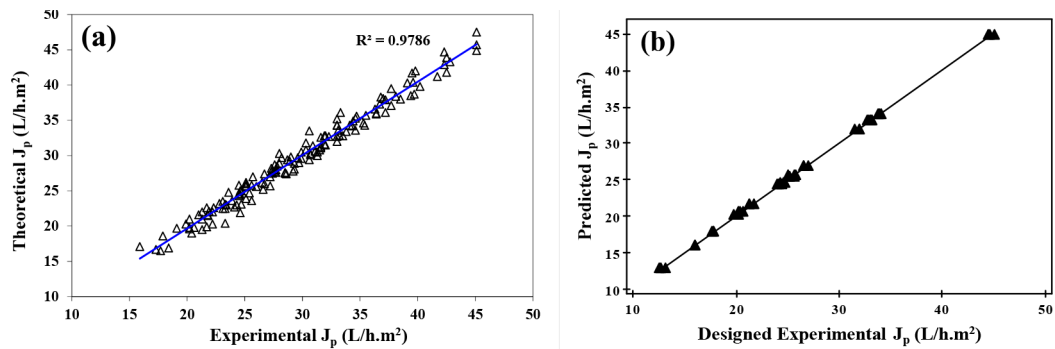 (a)
R² = 0.9786
Theoretical Jp (L/h.m²)
50
45
40
35
30
25
20
15
10
10 15 20 25 30 35 40 45 50
Experimental Jp (L/h.m²)
(b)
Predicted Jp (L/h.m²)
45
40
35
30
25
20
15
10
10 20 30 40 50
Designed Experimental Jp (L/h.m²)